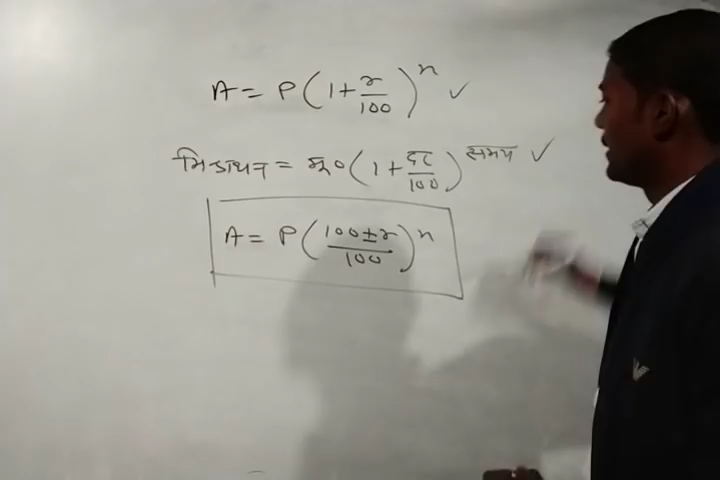 A = P(1+r/100)^n ✓
मिश्रधन = मू०(1+दर/100)^समय ✓
A = P(100±r/100)^n